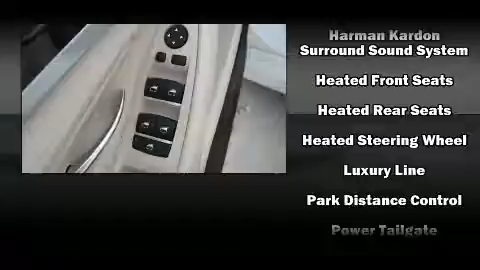 Harman Kardon
Surround Sound System
Heated Front Seats
Heated Rear Seats
Heated Steering Wheel
Luxury Line
Park Distance Control
Power Tailgate